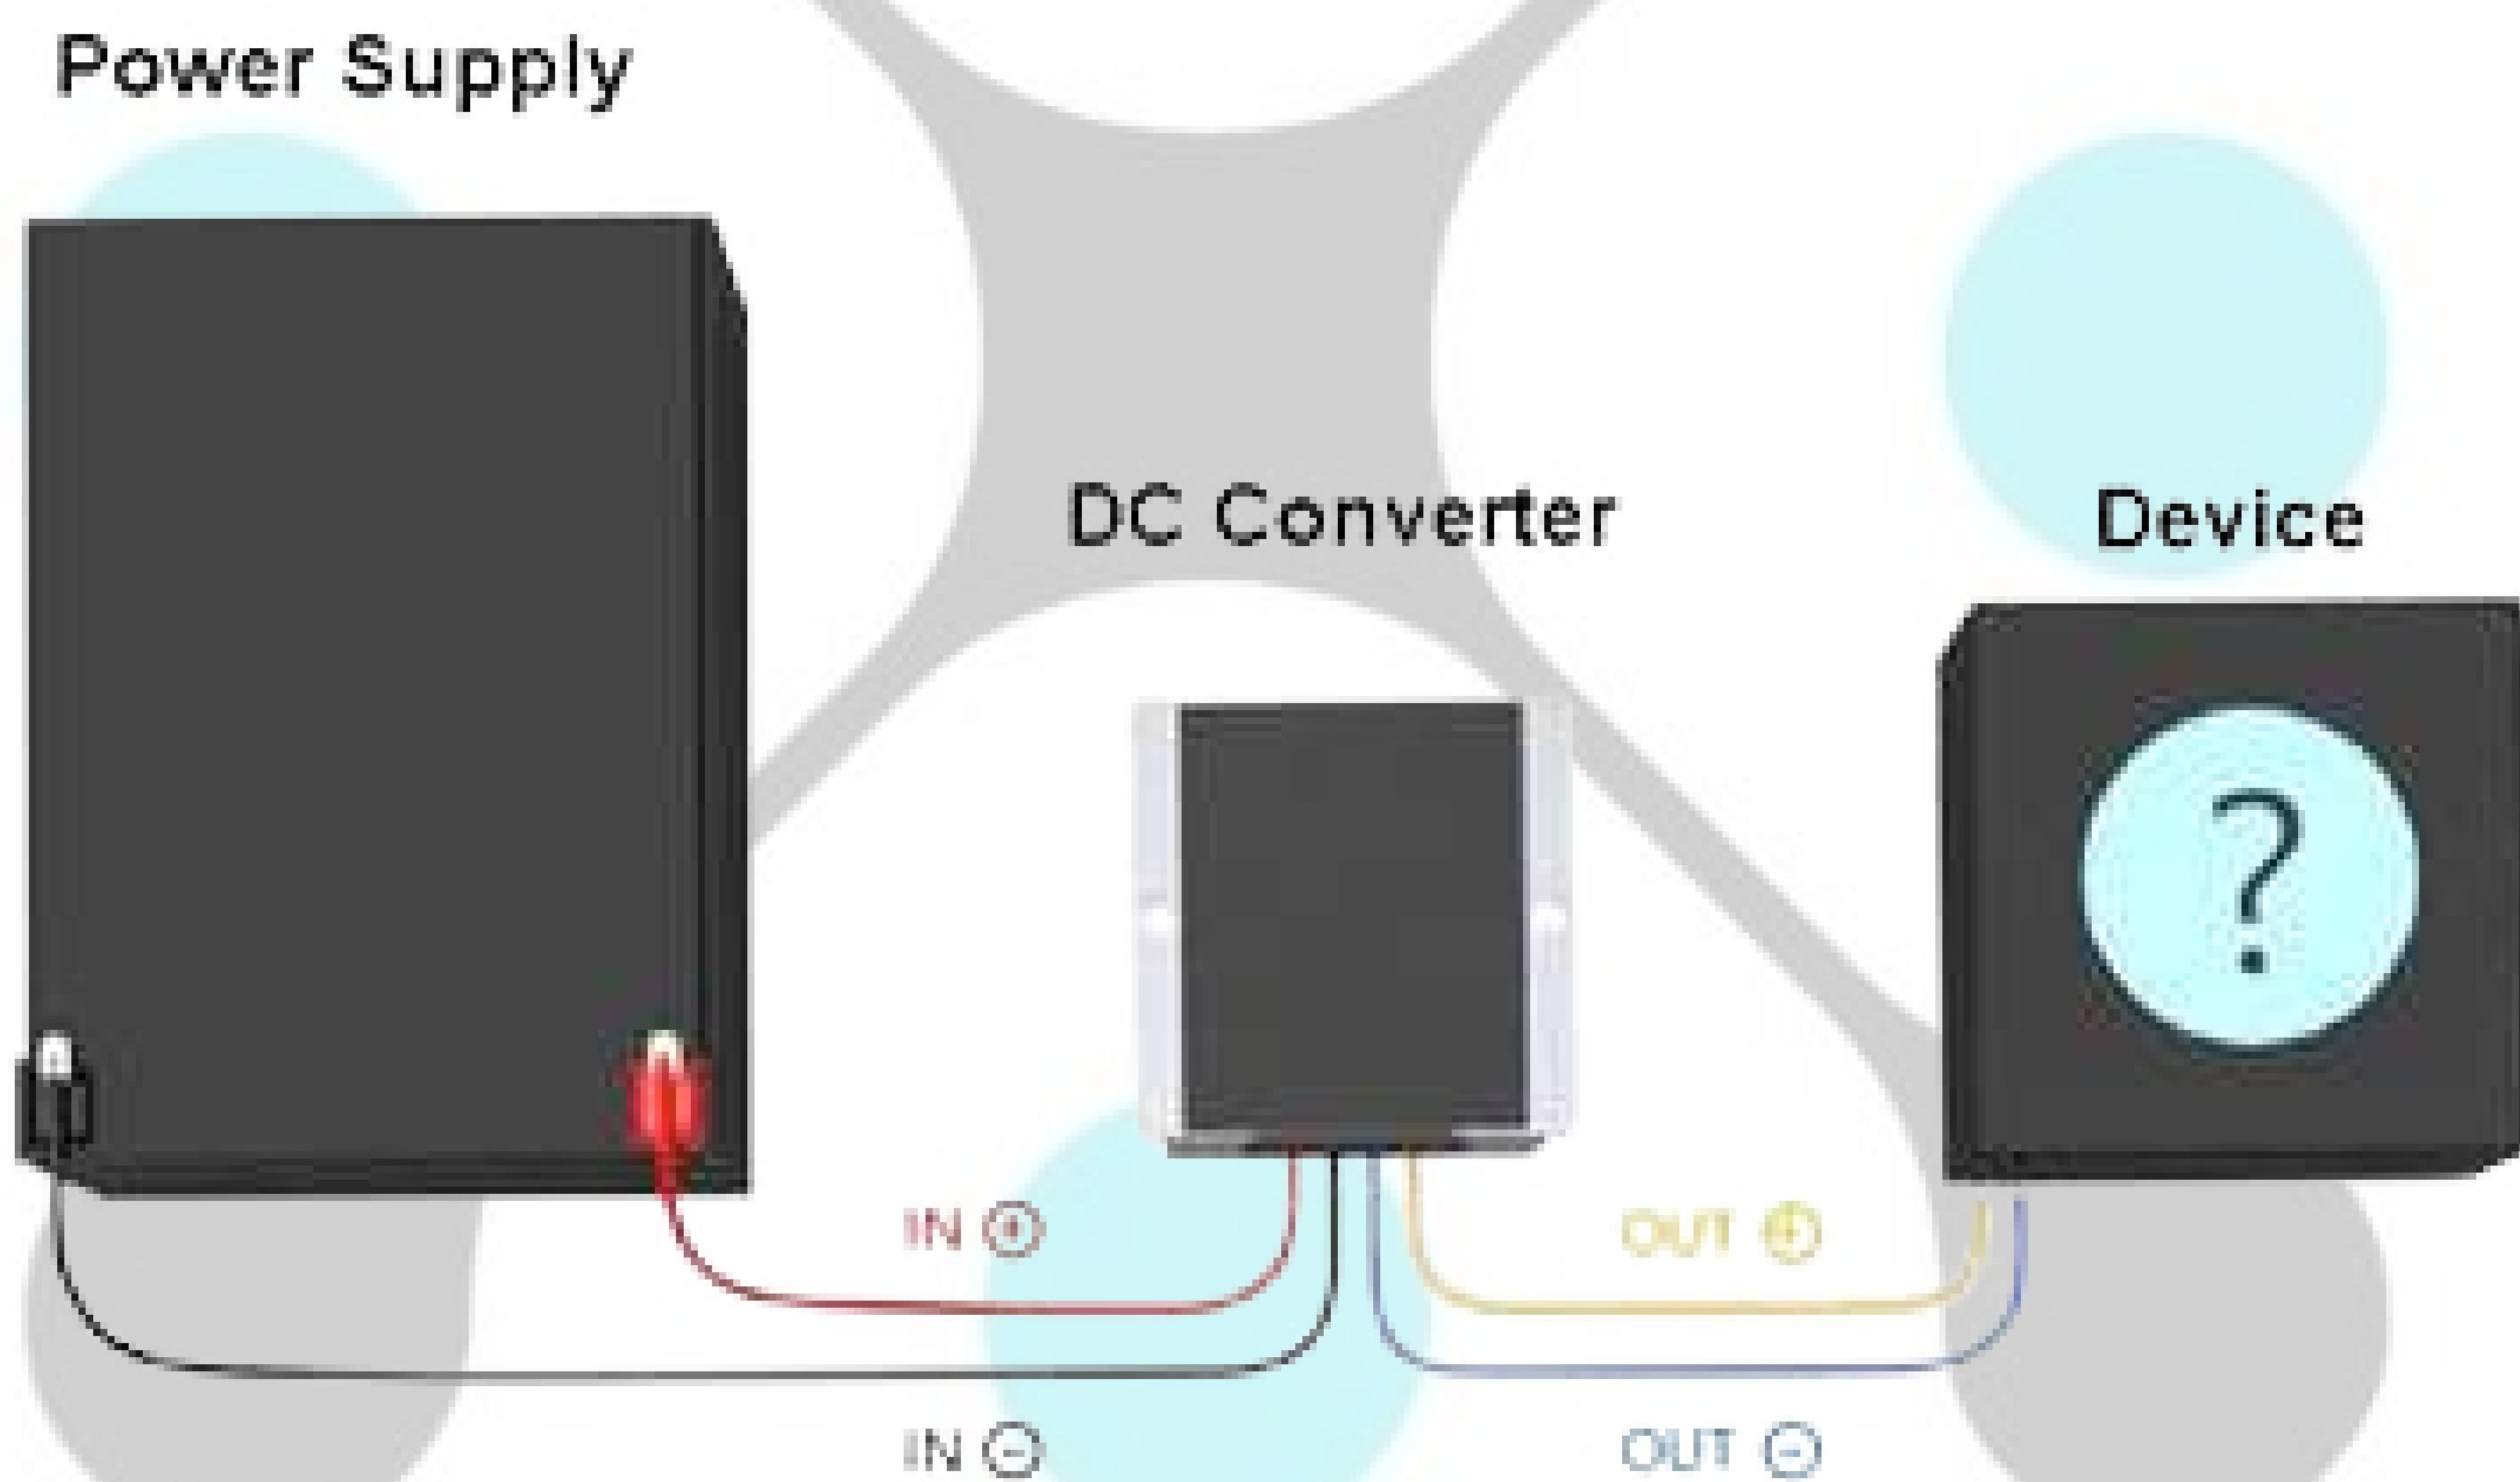 Power Supply
DC Converter
Device
?
IN +
OUT +
IN -
OUT -